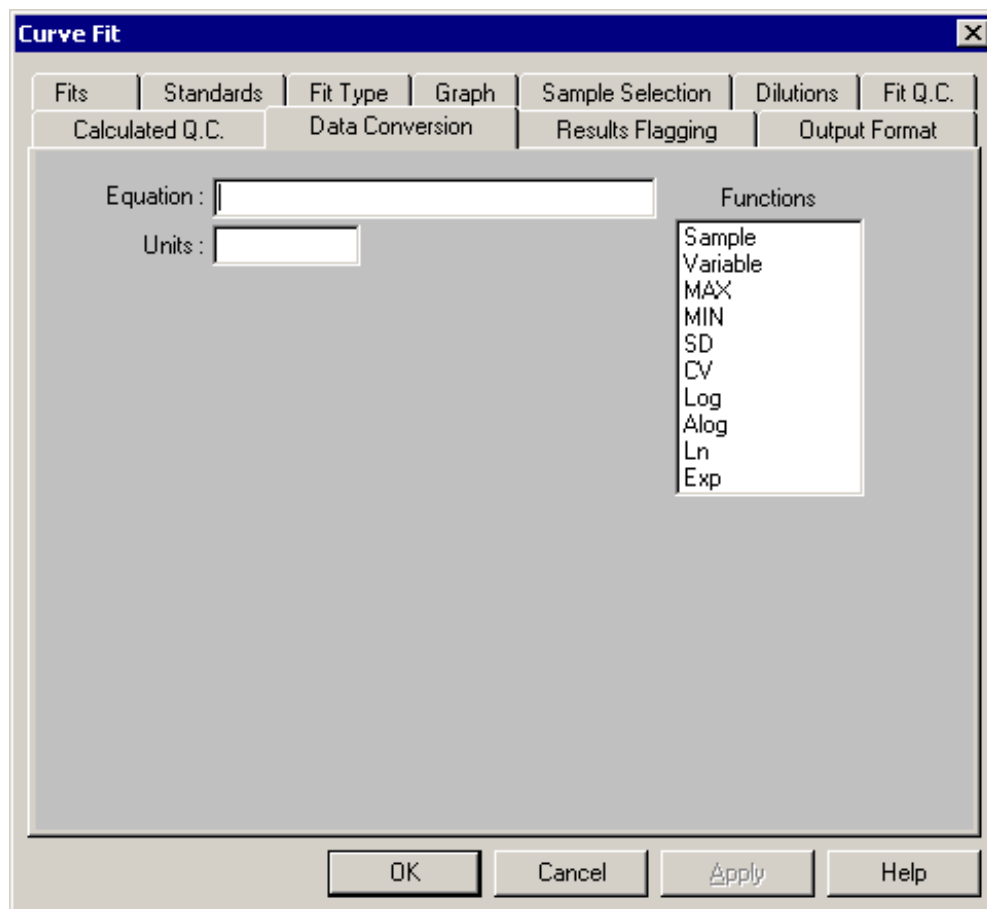 Curve Fit
Fits Standards Fit Type Graph Sample Selection Dilutions Fit Q.C.
Calculated Q.C. Data Conversion Results Flagging Output Format
Equation :
Units :
Functions
Sample
Variable
MAX
MIN
SD
CV
Log
Alog
Ln
Exp
OK Cancel Apply Help